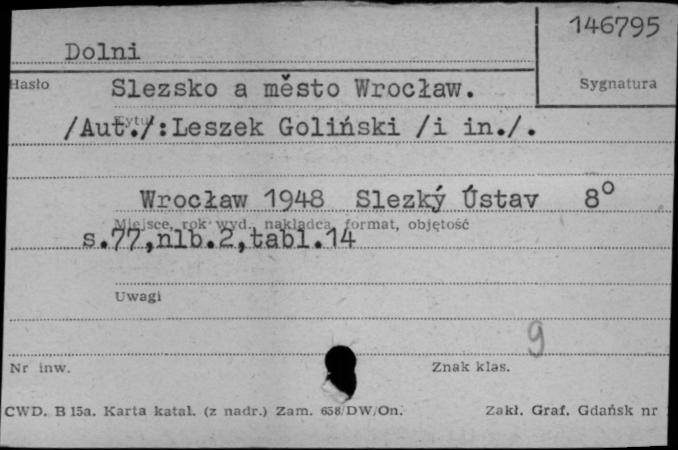 146795
Dolni
Hasło
Slezsko a město Wrocław.
Sygnatura
Tytuł
/Aut./:Leszek Goliński /i in./.
Wrocław 1948 Slezký Ústav 8°
Miejsce, rok wyd., nakładca, format, objętość
s.77,nlb.2,tabl.14
Uwagi
9
Nr inw.
Znak klas.
CWD. B 15a. Karta katal. (z nadr.) Zam. 658/DW/On.
Zakł. Graf. Gdańsk nr